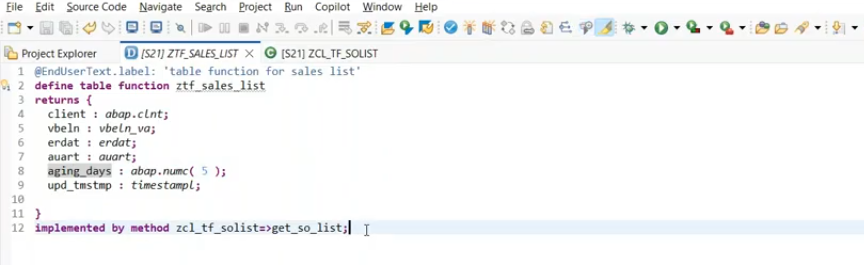 File Edit Source Code Navigate Search Project Run Copilot Window Help
Project Explorer [S21] ZTF_SALES_LIST [S21] ZCL_TF_SOLIST
1 @EndUserText.label: 'table function for sales list'
2 define table function ztf_sales_list
3 returns {
4 client : abap.clnt;
5 vbeln : vbeln_va;
6 erdat : erdat;
7 auart : auart;
8 aging_days : abap.numc( 5 );
9 upd_tmstmp : timestampl;
10
11 }
12 implemented by method zcl_tf_solist=>get_so_list;